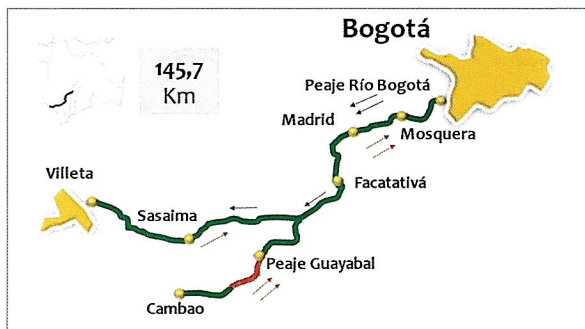 Bogotá
145,7
Km
Peaje Río Bogotá
Madrid
Mosquera
Villeta
Facatativá
Sasaima
Peaje Guayabal
Cambao